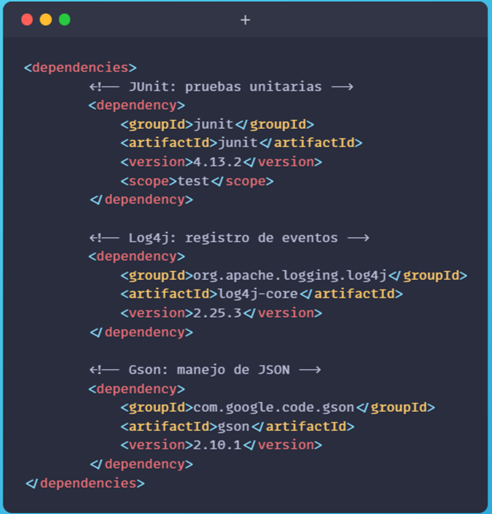 <dependencies>
<!-- JUnit: pruebas unitarias -->
<dependency>
<groupId>junit</groupId>
<artifactId>junit</artifactId>
<version>4.13.2</version>
<scope>test</scope>
</dependency>
<!-- Log4j: registro de eventos -->
<dependency>
<groupId>org.apache.logging.log4j</groupId>
<artifactId>log4j-core</artifactId>
<version>2.25.3</version>
</dependency>
<!-- Gson: manejo de JSON -->
<dependency>
<groupId>com.google.code.gson</groupId>
<artifactId>gson</artifactId>
<version>2.10.1</version>
</dependency>
</dependencies>